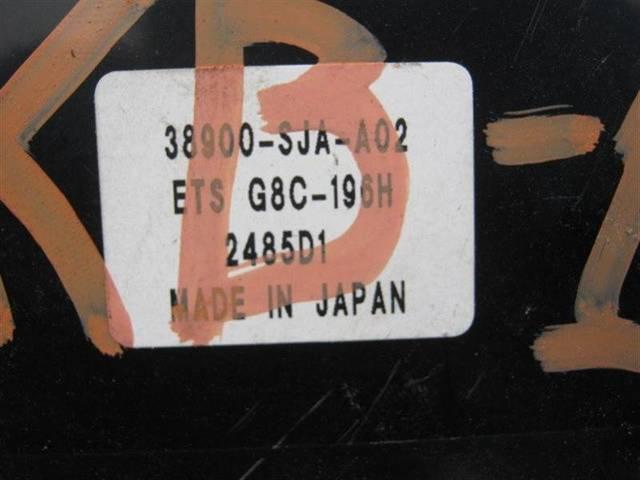 38900-SJA-A02
ETS G8C-196H
2485D1
MADE IN JAPAN